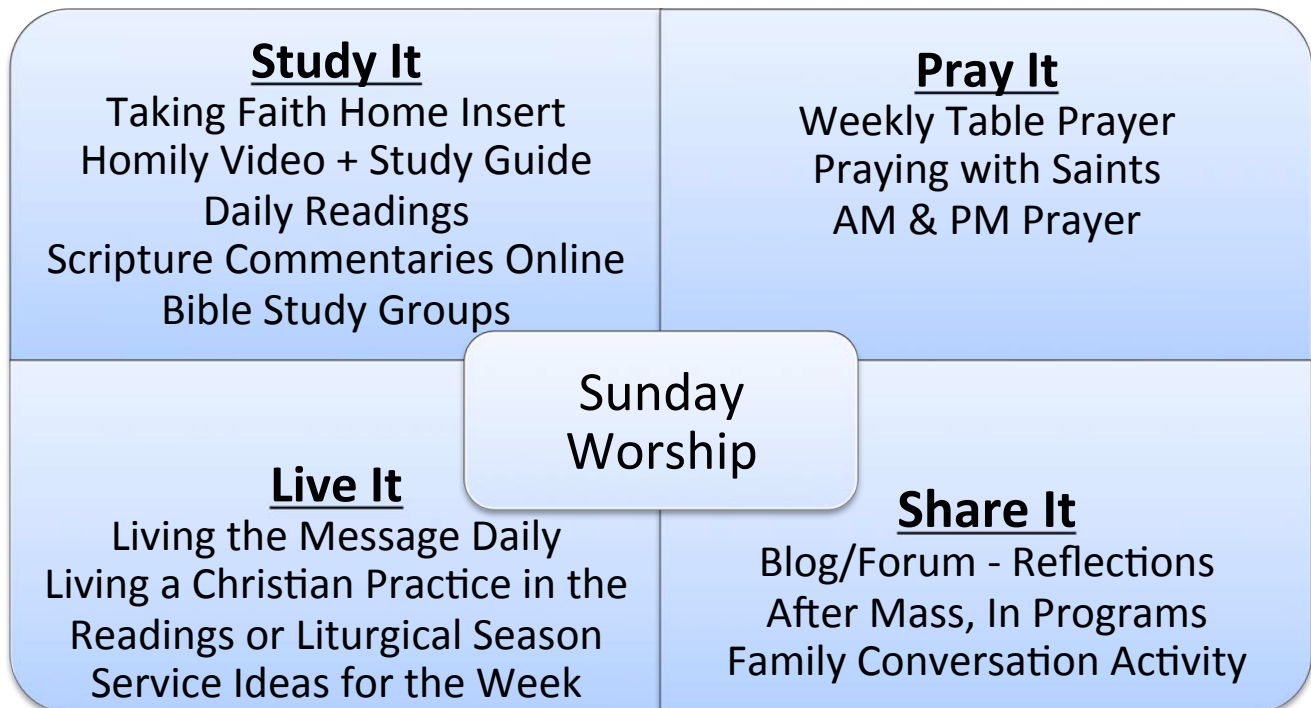 Study It
Taking Faith Home Insert
Homily Video + Study Guide
Daily Readings
Scripture Commentaries Online
Bible Study Groups
Pray It
Weekly Table Prayer
Praying with Saints
AM & PM Prayer
Sunday
Worship
Live It
Living the Message Daily
Living a Christian Practice in the
Readings or Liturgical Season
Service Ideas for the Week
Share It
Blog/Forum - Reflections
After Mass, In Programs
Family Conversation Activity